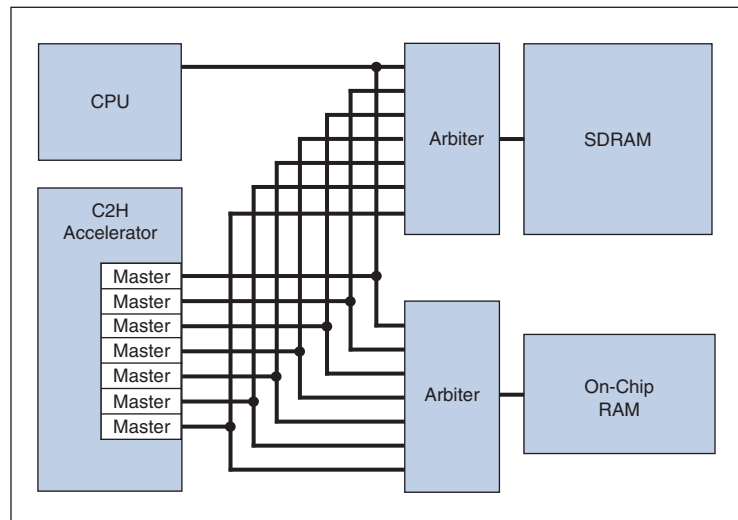 CPU
Arbiter
SDRAM
C2H
Accelerator
Master
Master
Master
Master
Master
Master
Master
Arbiter
On-Chip
RAM